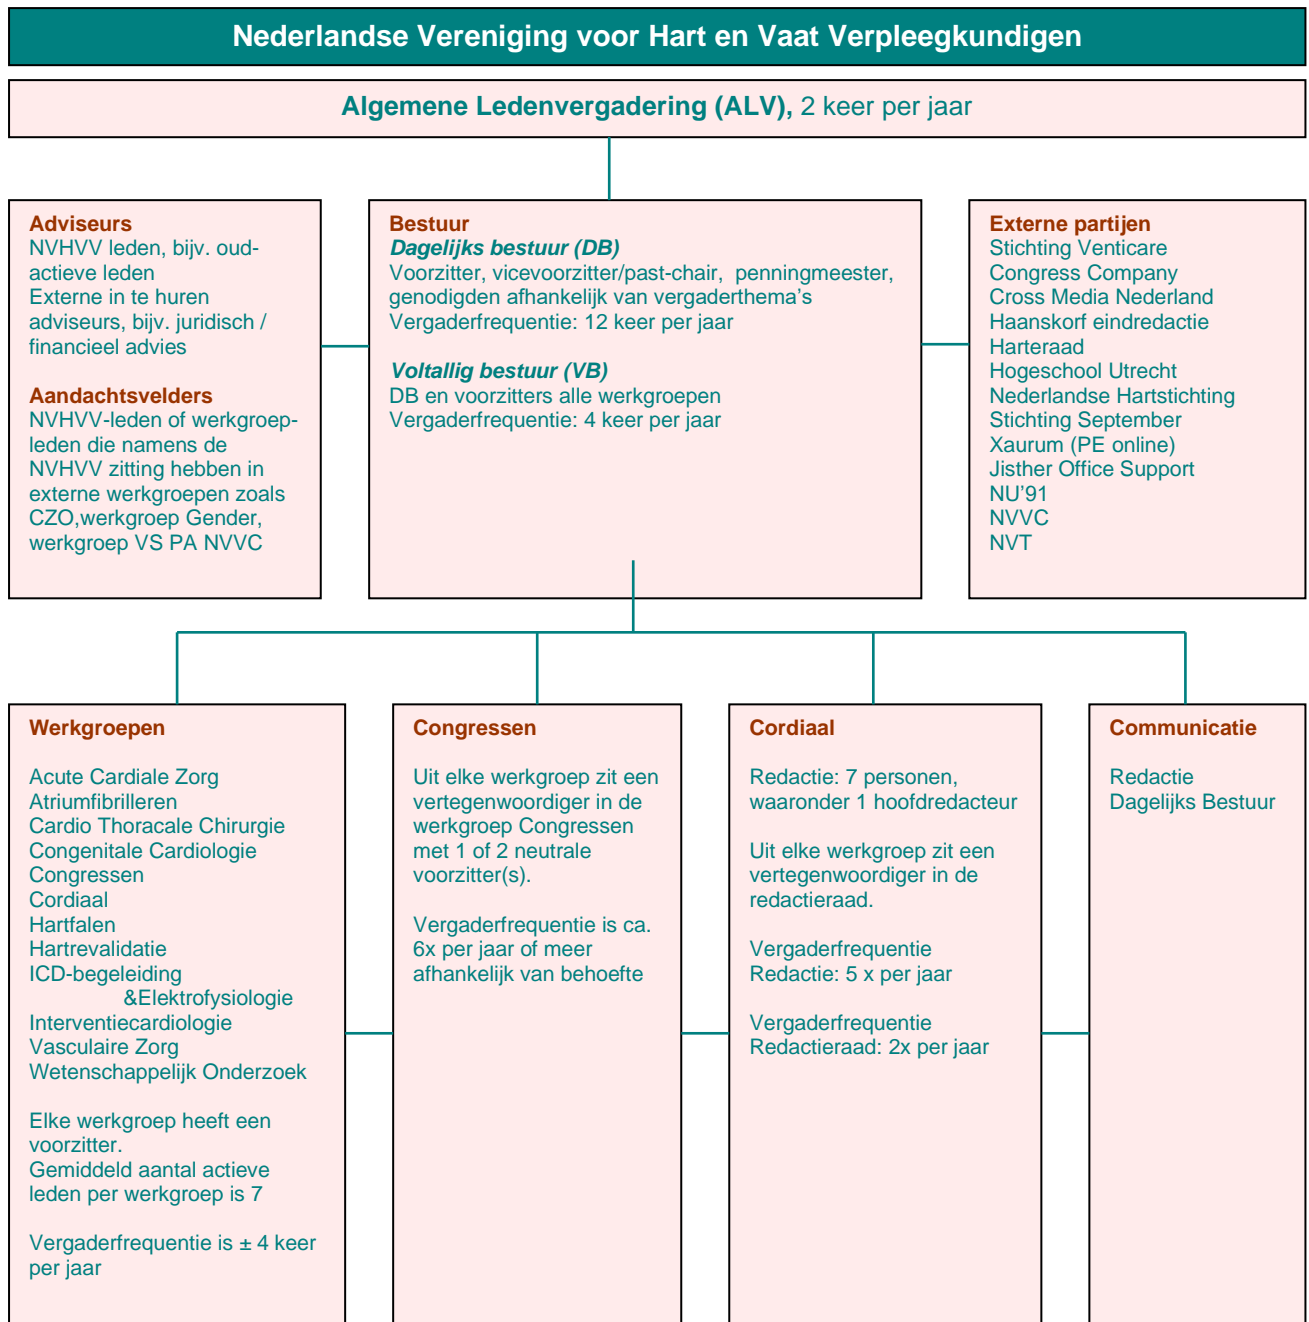 Nederlandse Vereniging voor Hart en Vaat Verpleegkundigen
Algemene Ledenvergadering (ALV), 2 keer per jaar
Adviseurs
NVHVV leden, bijv. oud-
actieve leden
Externe in te huren
adviseurs, bijv. juridisch /
financieel advies
Aandachtsvelders
NVHVV-leden of werkgroep-
leden die namens de
NVHVV zitting hebben in
externe werkgroepen zoals
CZO,werkgroep Gender,
werkgroep VS PA NVVC
Bestuur
Dagelijks bestuur (DB)
Voorzitter, vicevoorzitter/past-chair, penningmeester,
genodigden afhankelijk van vergaderthema’s
Vergaderfrequentie: 12 keer per jaar
Voltallig bestuur (VB)
DB en voorzitters alle werkgroepen
Vergaderfrequentie: 4 keer per jaar
Externe partijen
Stichting Venticare
Congress Company
Cross Media Nederland
Haanskorf eindredactie
Harteraad
Hogeschool Utrecht
Nederlandse Hartstichting
Stichting September
Xaurum (PE online)
Jisther Office Support
NU’91
NVVC
NVT
Werkgroepen
Acute Cardiale Zorg
Atriumfibrilleren
Cardio Thoracale Chirurgie
Congenitale Cardiologie
Congressen
Cordiaal
Hartfalen
Hartrevalidatie
ICD-begeleiding
&Elektrofysiologie
Interventiecardiologie
Vasculaire Zorg
Wetenschappelijk Onderzoek
Elke werkgroep heeft een
voorzitter.
Gemiddeld aantal actieve
leden per werkgroep is 7
Vergaderfrequentie is ± 4 keer
per jaar
Congressen
Uit elke werkgroep zit een
vertegenwoordiger in de
werkgroep Congressen
met 1 of 2 neutrale
voorzitter(s).
Vergaderfrequentie is ca.
6x per jaar of meer
afhankelijk van behoefte
Cordiaal
Redactie: 7 personen,
waaronder 1 hoofdredacteur
Uit elke werkgroep zit een
vertegenwoordiger in de
redactieraad.
Vergaderfrequentie
Redactie: 5 x per jaar
Vergaderfrequentie
Redactieraad: 2x per jaar
Communicatie
Redactie
Dagelijks Bestuur